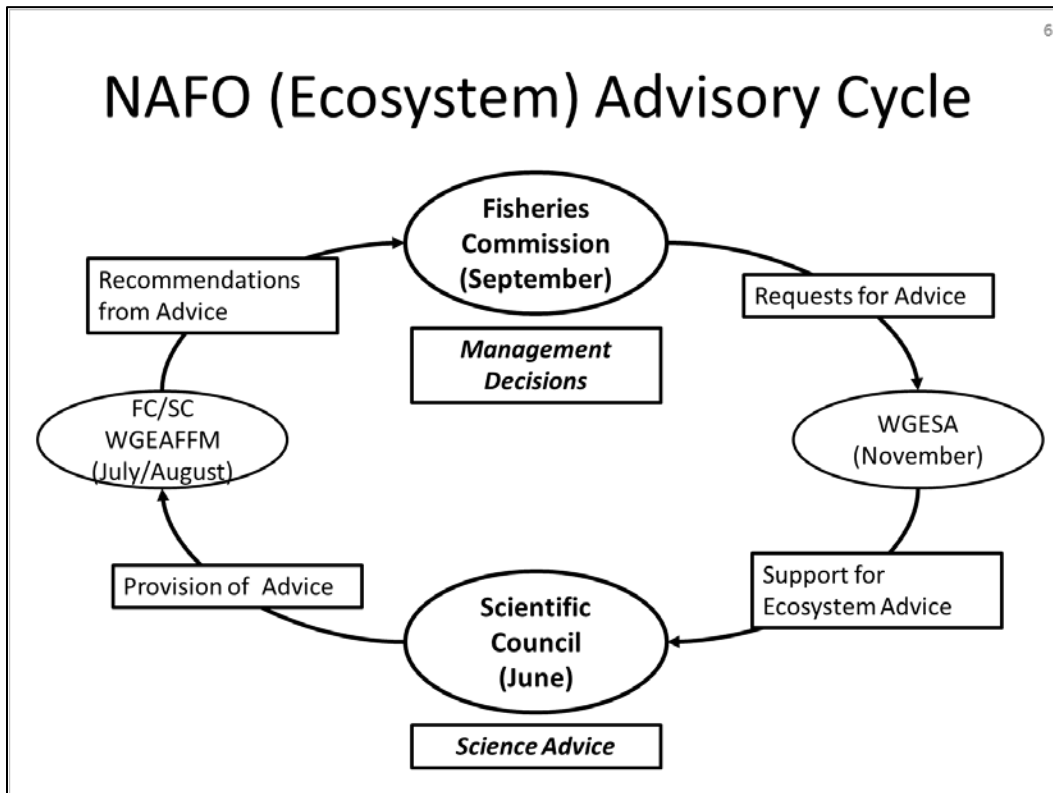 6
NAFO (Ecosystem) Advisory Cycle
Fisheries
Commission
(September)
Recommendations
from Advice
Requests for Advice
Management
Decisions
FC/SC
WGEAFFM
(July/August)
WGESA
(November)
Provision of Advice
Support for
Ecosystem Advice
Scientific
Council
(June)
Science Advice